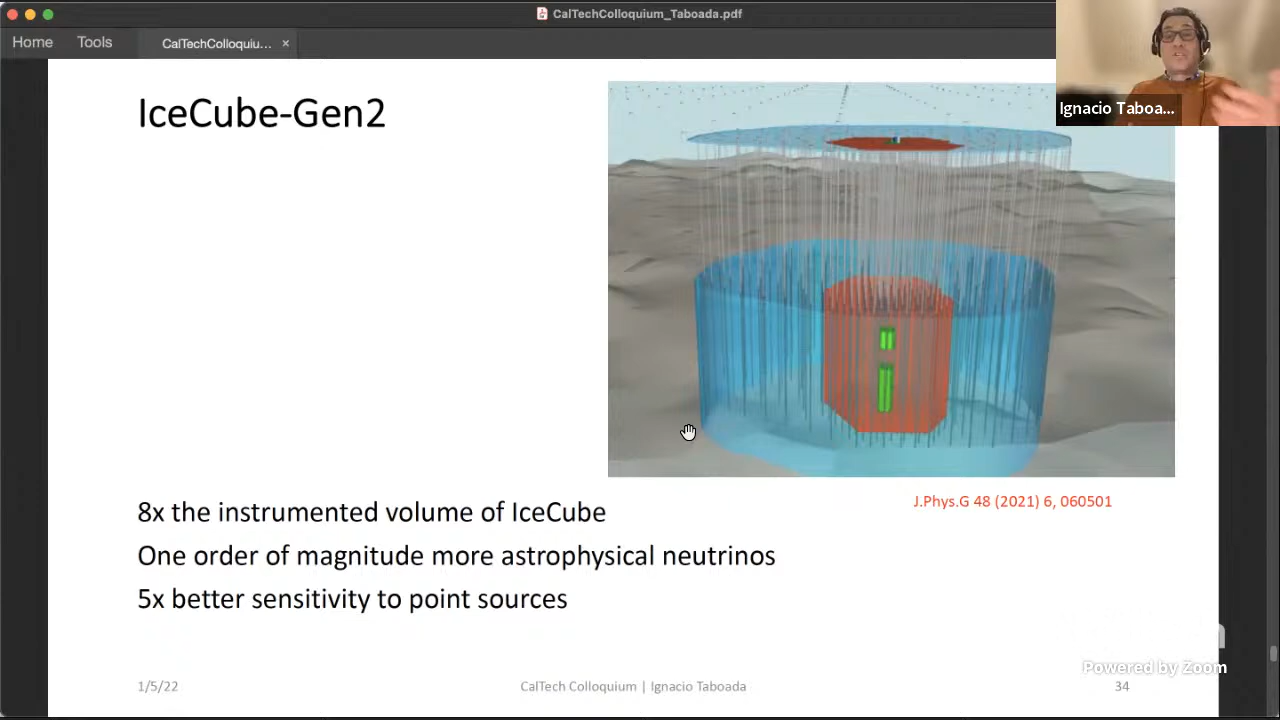 CalTechColloquium_Taboada.pdf
Home Tools CalTechColloquiu... ×
Ignacio Taboa...
IceCube-Gen2
J.Phys.G 48 (2021) 6, 060501
8x the instrumented volume of IceCube
One order of magnitude more astrophysical neutrinos
5x better sensitivity to point sources
Powered by Zoom
1/5/22 CalTech Colloquium | Ignacio Taboada 34